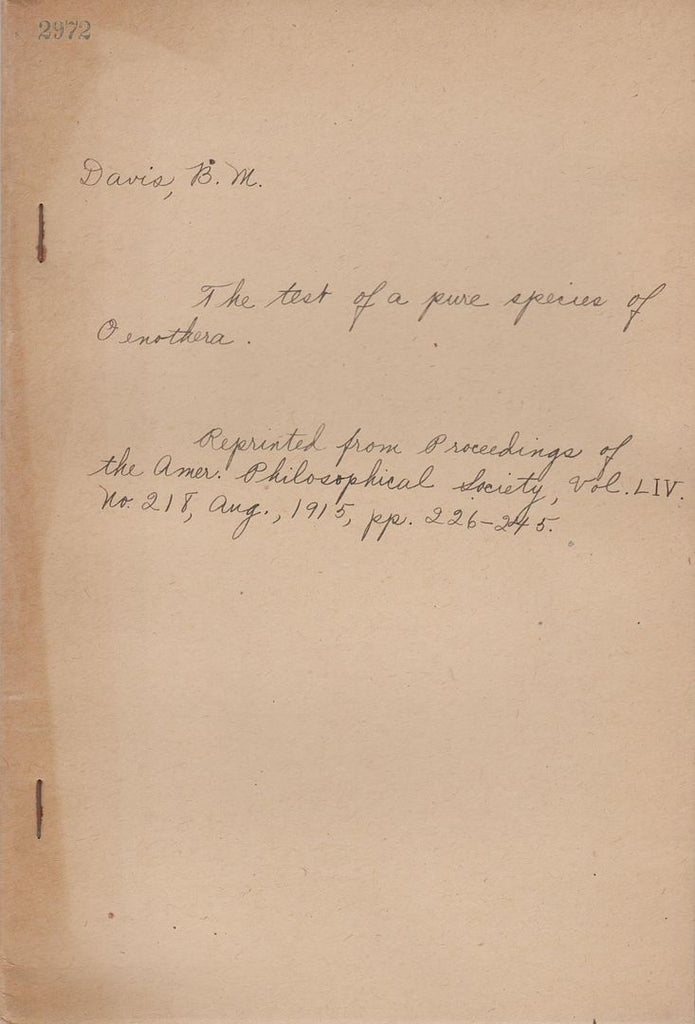 2972
Davis, B. M.
The test of a pure species of
Oenothera.
Reprinted from Proceedings of
the Amer. Philosophical Society, Vol. LIV.
No. 218, Aug., 1915, pp. 226-245.